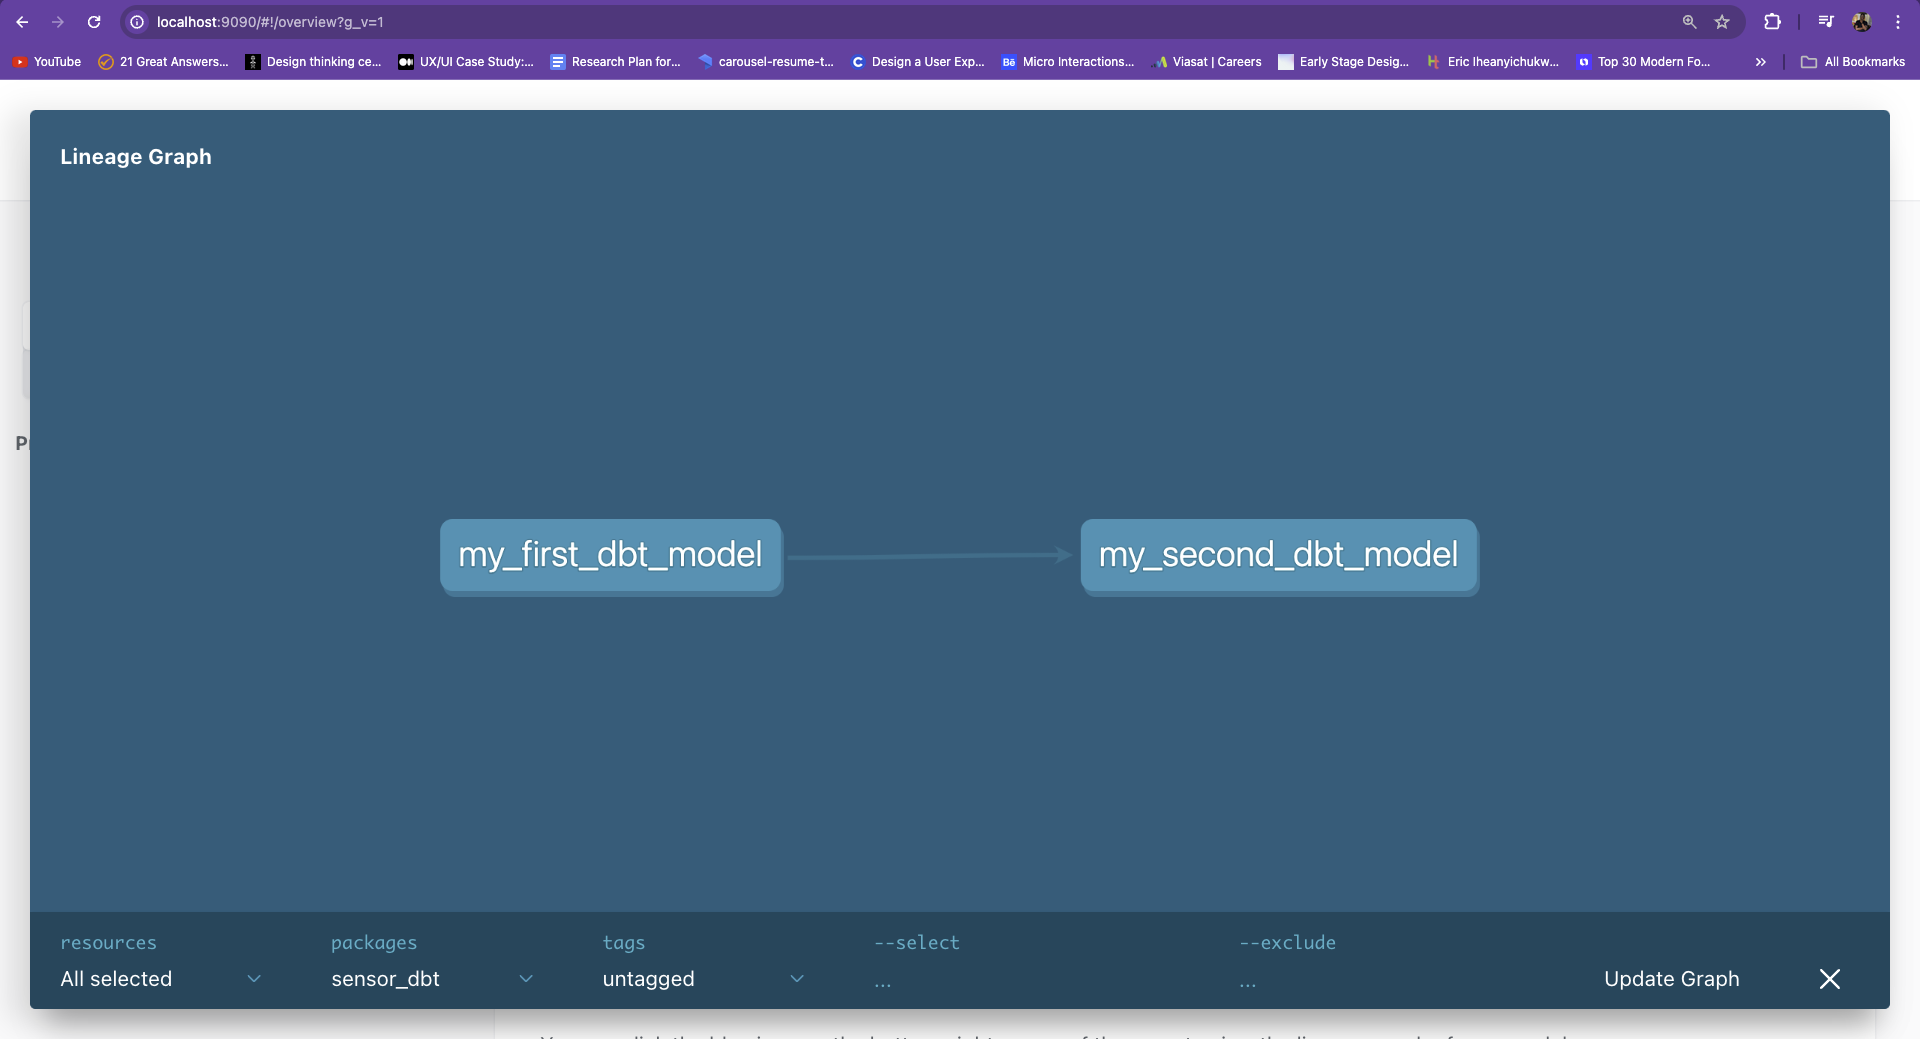 localhost:9090/#!/overview?g_v=1
YouTube 21 Great Answers... Design thinking ce... UX/UI Case Study:... Research Plan for... carousel-resume-t... Design a User Exp... Micro Interactions... Viasat | Careers Early Stage Desig... Eric Iheanyichukw... Top 30 Modern Fo... » All Bookmarks
Lineage Graph
my_first_dbt_model my_second_dbt_model
resources packages tags --select --exclude
All selected sensor_dbt untagged ... ... Update Graph